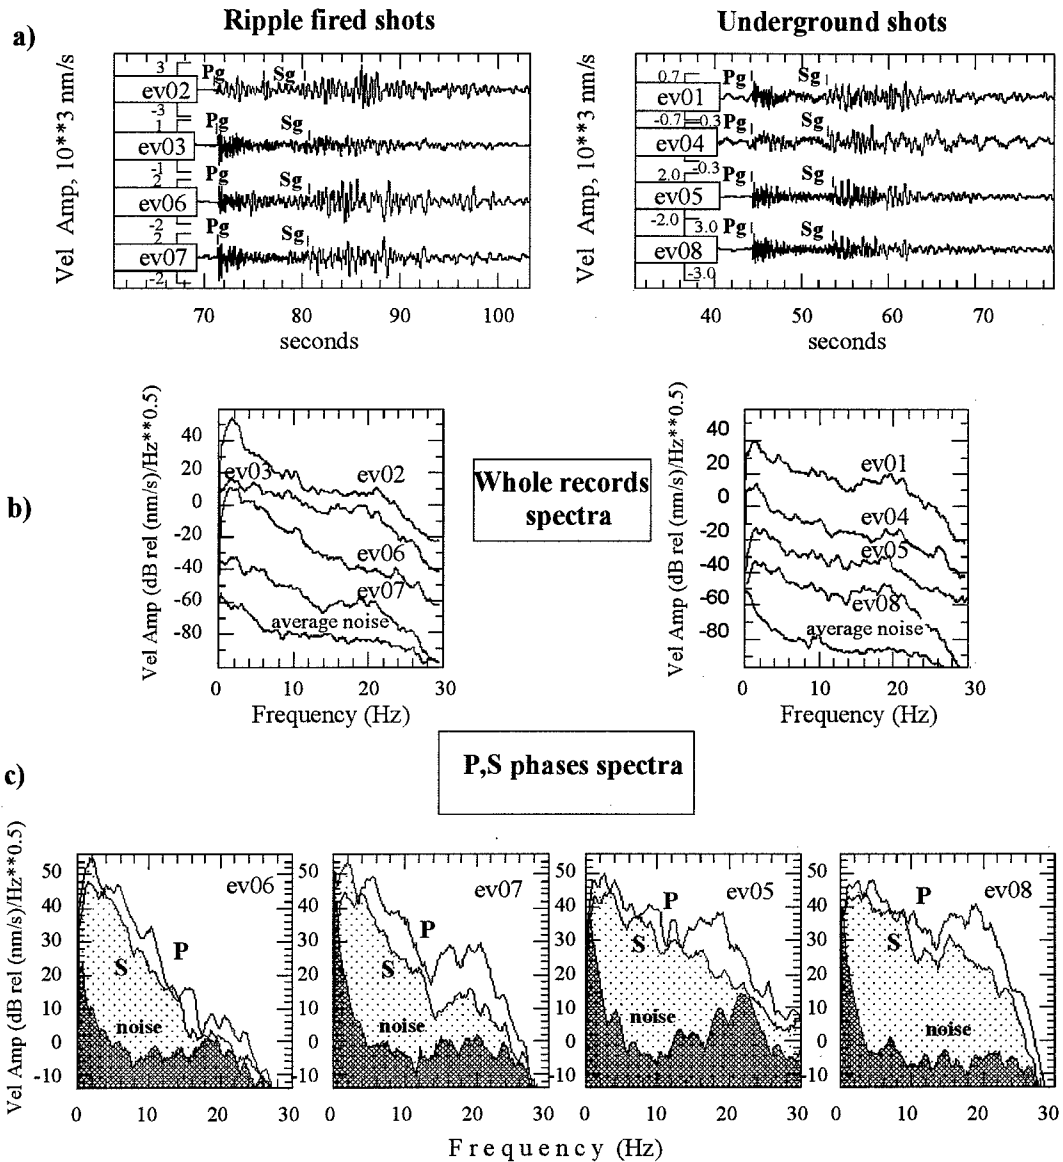 Ripple fired shots
Underground shots
a)
Vel Amp, 10**3 nm/s
3
Pg
Sg
ev02
-3
1
Pg
Sg
ev03
-1
2
Pg
Sg
ev06
-2
2
Pg
Sg
ev07
-2
70 80 90 100
seconds
Vel Amp, 10**3 nm/s
0.7
Pg
Sg
ev01
-0.7
0.3
Pg
Sg
ev04
-0.3
2.0
Pg
Sg
ev05
-2.0
3.0
Pg
Sg
ev08
-3.0
40 50 60 70
seconds
b)
Vel Amp (dB rel (nm/s)/Hz**0.5)
40
20
0
-20
-40
-60
-80
ev03
ev02
ev06
ev07
average noise
0 10 20 30
Frequency (Hz)
Whole records
spectra
Vel Amp (dB rel (nm/s)/Hz**0.5)
40
20
0
-20
-40
-60
-80
ev01
ev04
ev05
ev08
average noise
0 10 20 30
Frequency (Hz)
P,S phases spectra
c)
Vel Amp (dB rel (nm/s)/Hz**0.5)
50
40
30
20
10
0
-10
ev06
P
S
noise
0 10 20 30
50
40
30
20
10
0
-10
ev07
P
S
noise
0 10 20 30
50
40
30
20
10
0
-10
ev05
P
S
noise
0 10 20 30
50
40
30
20
10
0
-10
ev08
P
S
noise
0 10 20 30
Frequency (Hz)